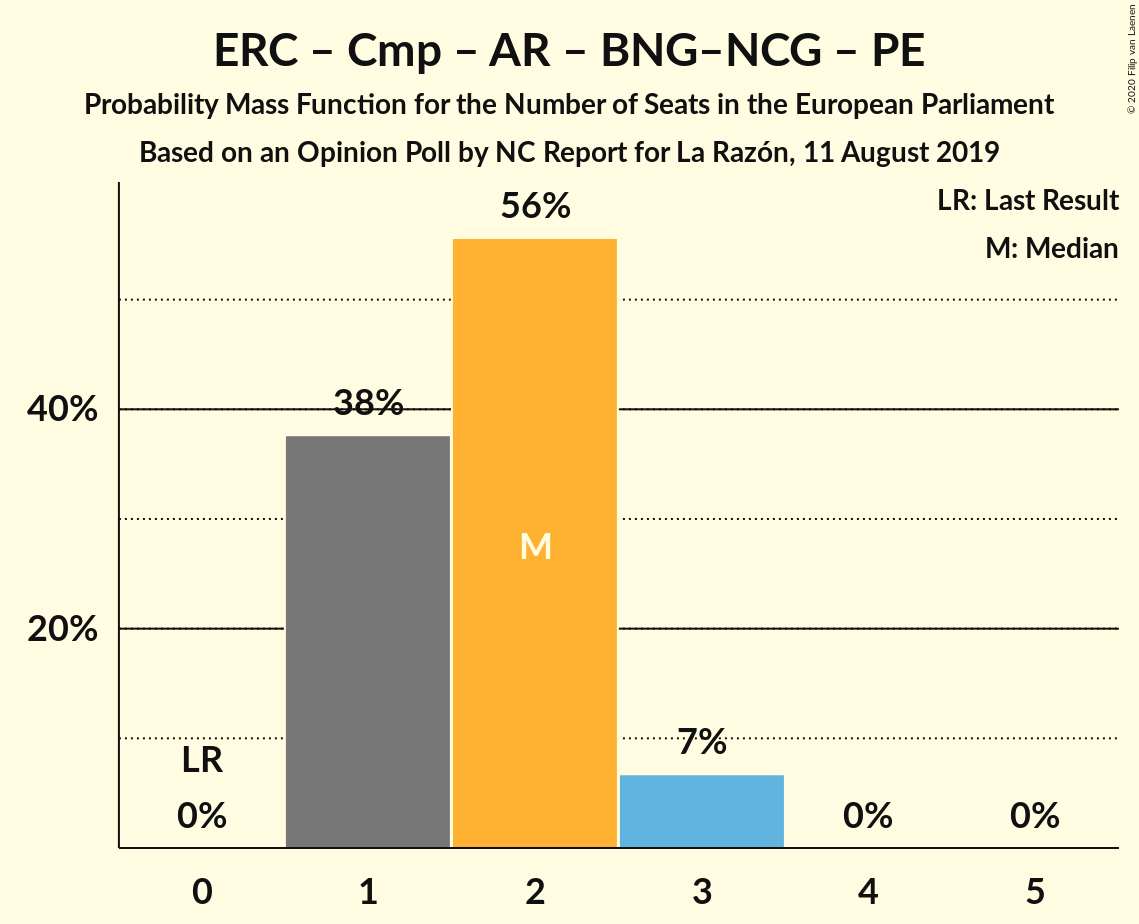 ERC – Cmp – AR – BNG–NCG – PE
Probability Mass Function for the Number of Seats in the European Parliament
Based on an Opinion Poll by NC Report for La Razón, 11 August 2019
© 2020 Filip van Laenen
LR: Last Result
M: Median
56%
40%
38%
M
20%
LR
7%
0%
0%
0%
0 1 2 3 4 5